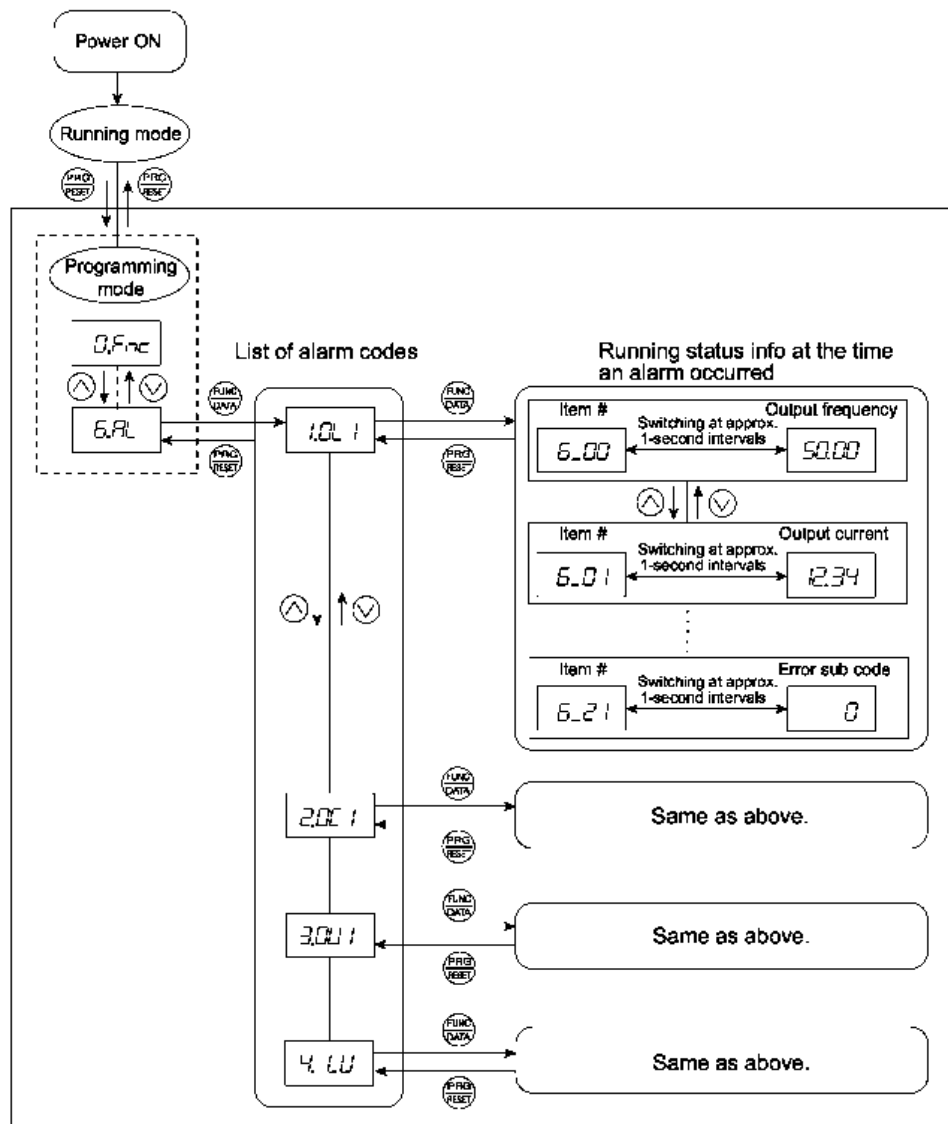 Power ON
Running mode
PRG
RESET
PRG
RESET
Programming
mode
0.Fnc
6.AL
FUNC
DATA
PRG
RESET
List of alarm codes
1.OL1
2.OC1
3.OU1
4. LU
FUNC
DATA
PRG
RESET
Running status info at the time
an alarm occurred
Item #
Switching at approx.
1-second intervals
Output frequency
6_00
50.00
Item #
Switching at approx.
1-second intervals
Output current
6_01
12.34
Item #
Switching at approx.
1-second intervals
Error sub code
6_21
0
FUNC
DATA
PRG
RESET
Same as above.
FUNC
DATA
PRG
RESET
Same as above.
FUNC
DATA
PRG
RESET
Same as above.